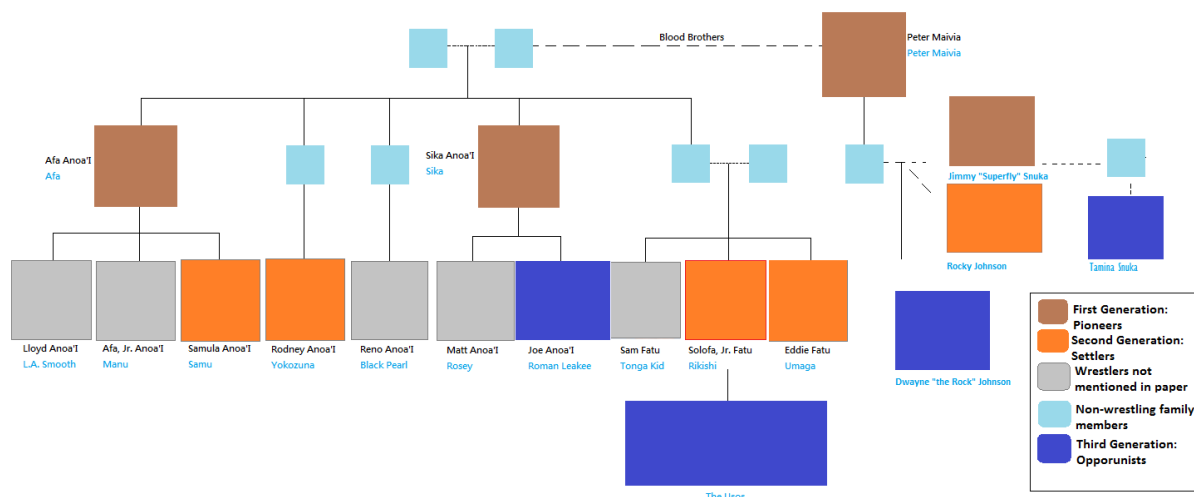 Blood Brothers
Peter Maivia
Peter Maivia
Afa Anoa'I
Afa
Sika Anoa'I
Sika
Jimmy "Superfly" Snuka
Rocky Johnson
Tamina Snuka
Lloyd Anoa'I
L.A. Smooth
Afa, Jr. Anoa'I
Manu
Samula Anoa'I
Samu
Rodney Anoa'I
Yokozuna
Reno Anoa'I
Black Pearl
Matt Anoa'I
Rosey
Joe Anoa'I
Roman Leakee
Sam Fatu
Tonga Kid
Solofa, Jr. Fatu
Rikishi
Eddie Fatu
Umaga
Dwayne "the Rock" Johnson
The Usos
First Generation:
Pioneers
Second Generation:
Settlers
Wrestlers not
mentioned in paper
Non-wrestling family
members
Third Generation:
Opporunists